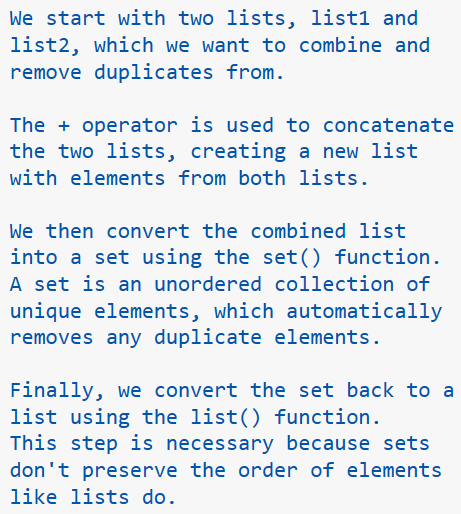 We start with two lists, list1 and
list2, which we want to combine and
remove duplicates from.

The + operator is used to concatenate
the two lists, creating a new list
with elements from both lists.

We then convert the combined list
into a set using the set() function.
A set is an unordered collection of
unique elements, which automatically
removes any duplicate elements.

Finally, we convert the set back to a
list using the list() function.
This step is necessary because sets
don't preserve the order of elements
like lists do.